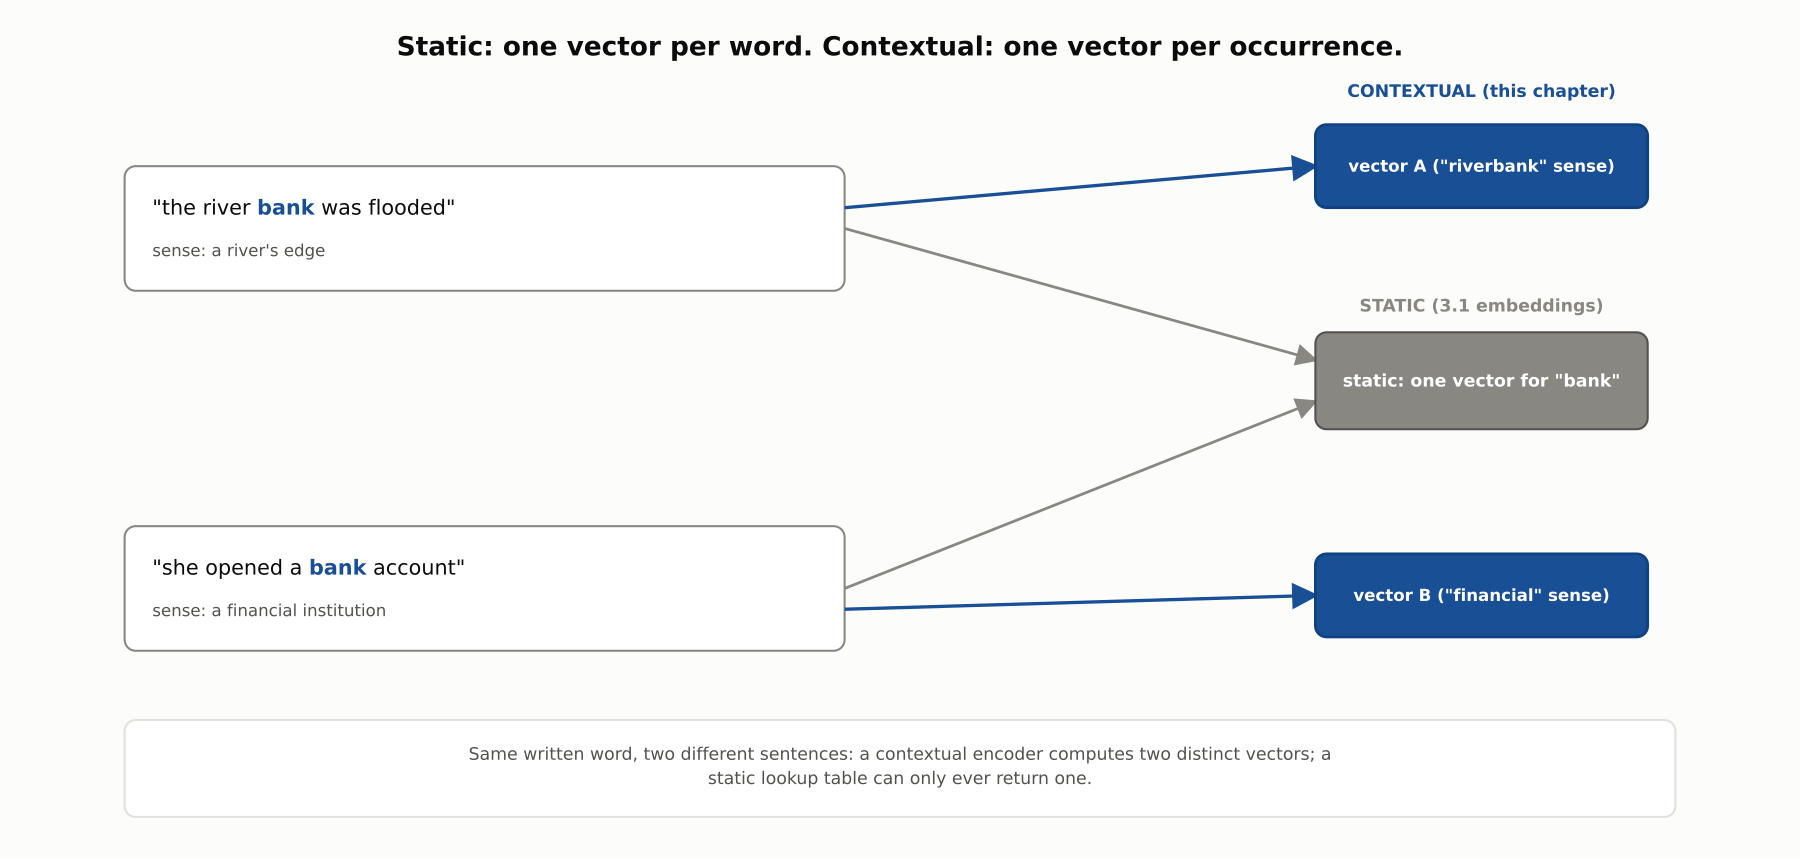 Static: one vector per word. Contextual: one vector per occurrence.
CONTEXTUAL (this chapter)
"the river bank was flooded"
sense: a river's edge
vector A ("riverbank" sense)
STATIC (3.1 embeddings)
static: one vector for "bank"
"she opened a bank account"
sense: a financial institution
vector B ("financial" sense)
Same written word, two different sentences: a contextual encoder computes two distinct vectors; a
static lookup table can only ever return one.